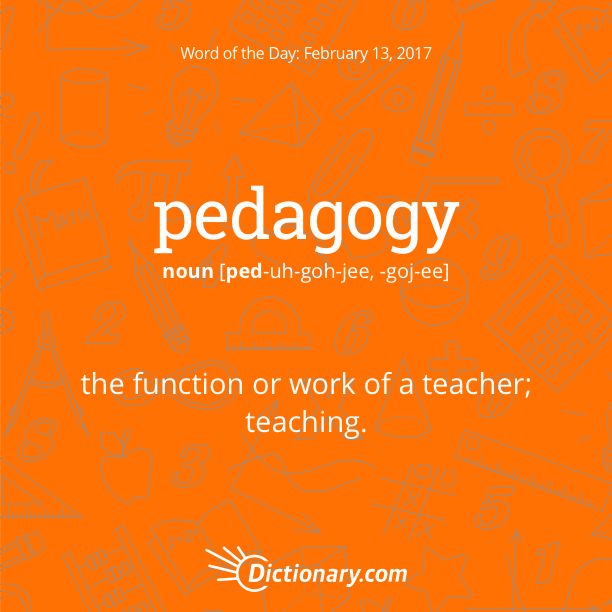 Word of the Day: February 13, 2017
pedagogy
noun [ped-uh-goh-jee, -goj-ee]
the function or work of a teacher;
teaching.
Dictionary.com